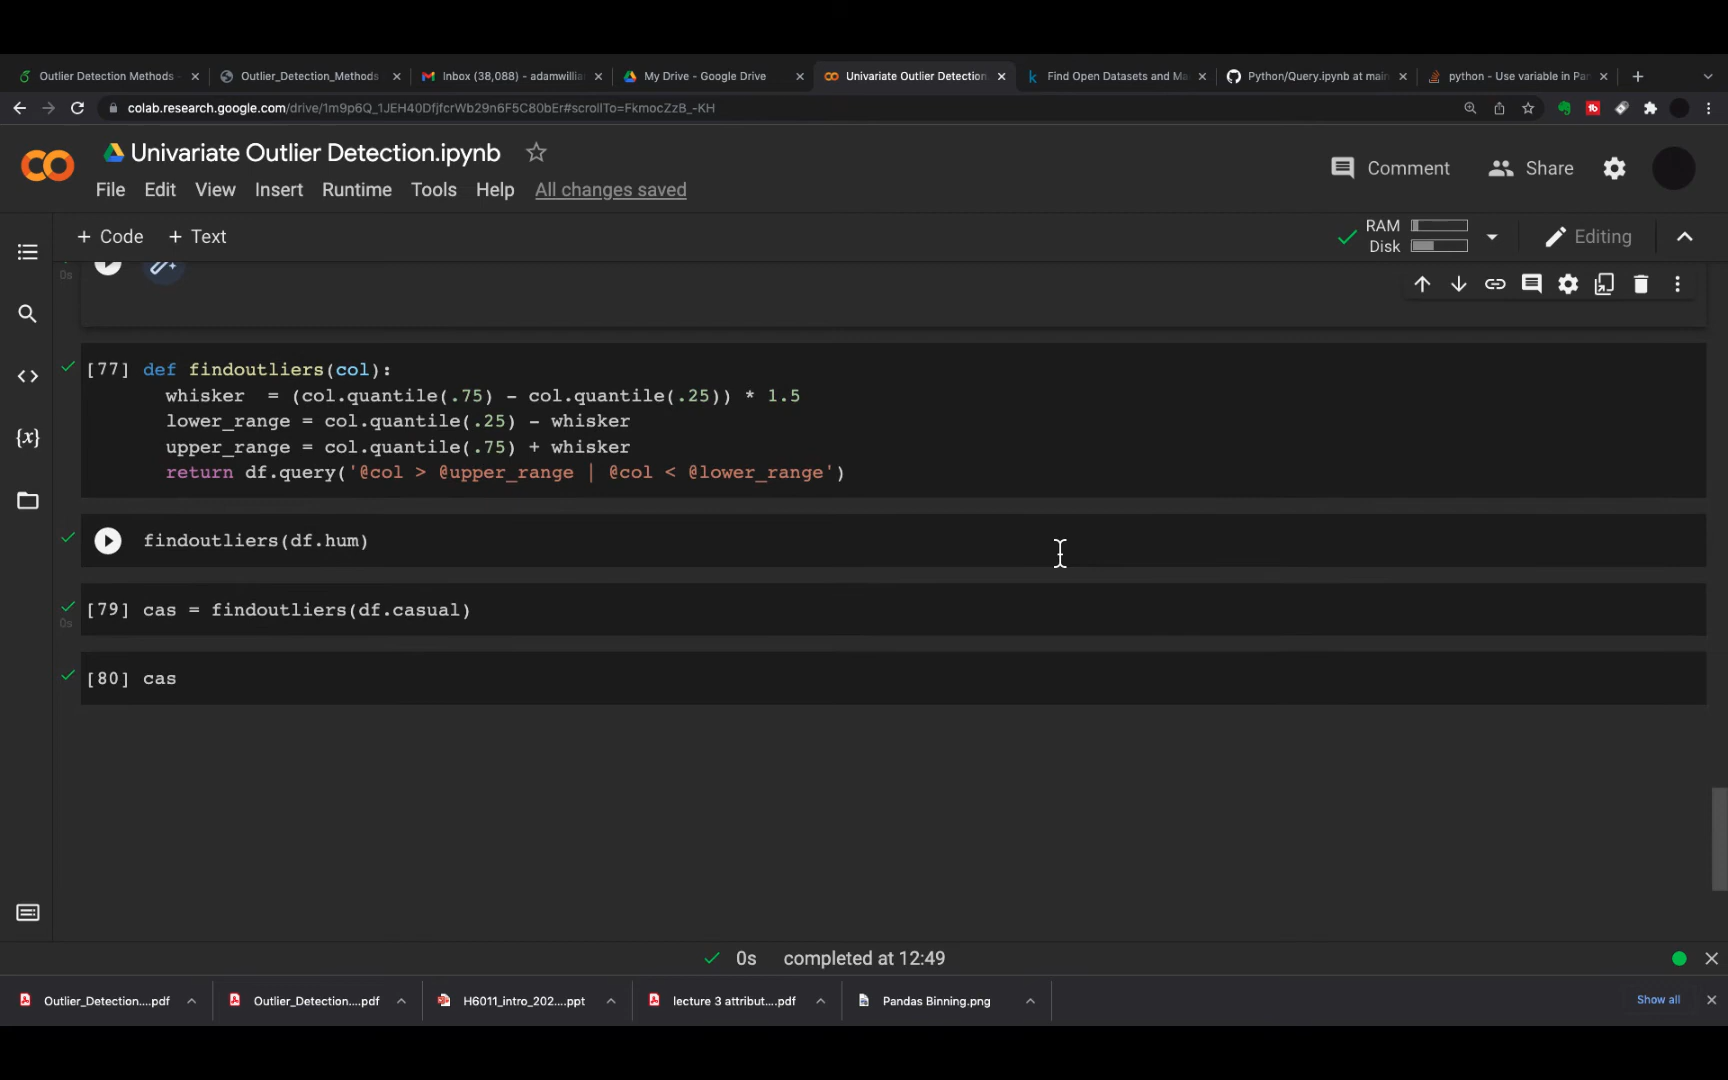 Outlier Detection Methods
Outlier_Detection_Methods
Inbox (38,088) - adamwillia
My Drive - Google Drive
Univariate Outlier Detection.
Find Open Datasets and Ma
Python/Query.ipynb at main
python - Use variable in Pan
colab.research.google.com/drive/1m9p6Q_1JEH40DfjfcrWb29n6F5C80bEr#scrollTo=FkmocZzB_-KH
Univariate Outlier Detection.ipynb
Comment
Share
File Edit View Insert Runtime Tools Help All changes saved
+ Code + Text
RAM
Disk
Editing
0s
[77] def findoutliers(col):
whisker = (col.quantile(.75) - col.quantile(.25)) * 1.5
lower_range = col.quantile(.25) - whisker
upper_range = col.quantile(.75) + whisker
return df.query('@col > @upper_range | @col < @lower_range')
findoutliers(df.hum)
[79] cas = findoutliers(df.casual)
0s
[80] cas
0s completed at 12:49
Outlier_Detection....pdf
Outlier_Detection....pdf
H6011_intro_202....ppt
lecture 3 attribut....pdf
Pandas Binning.png
Show all